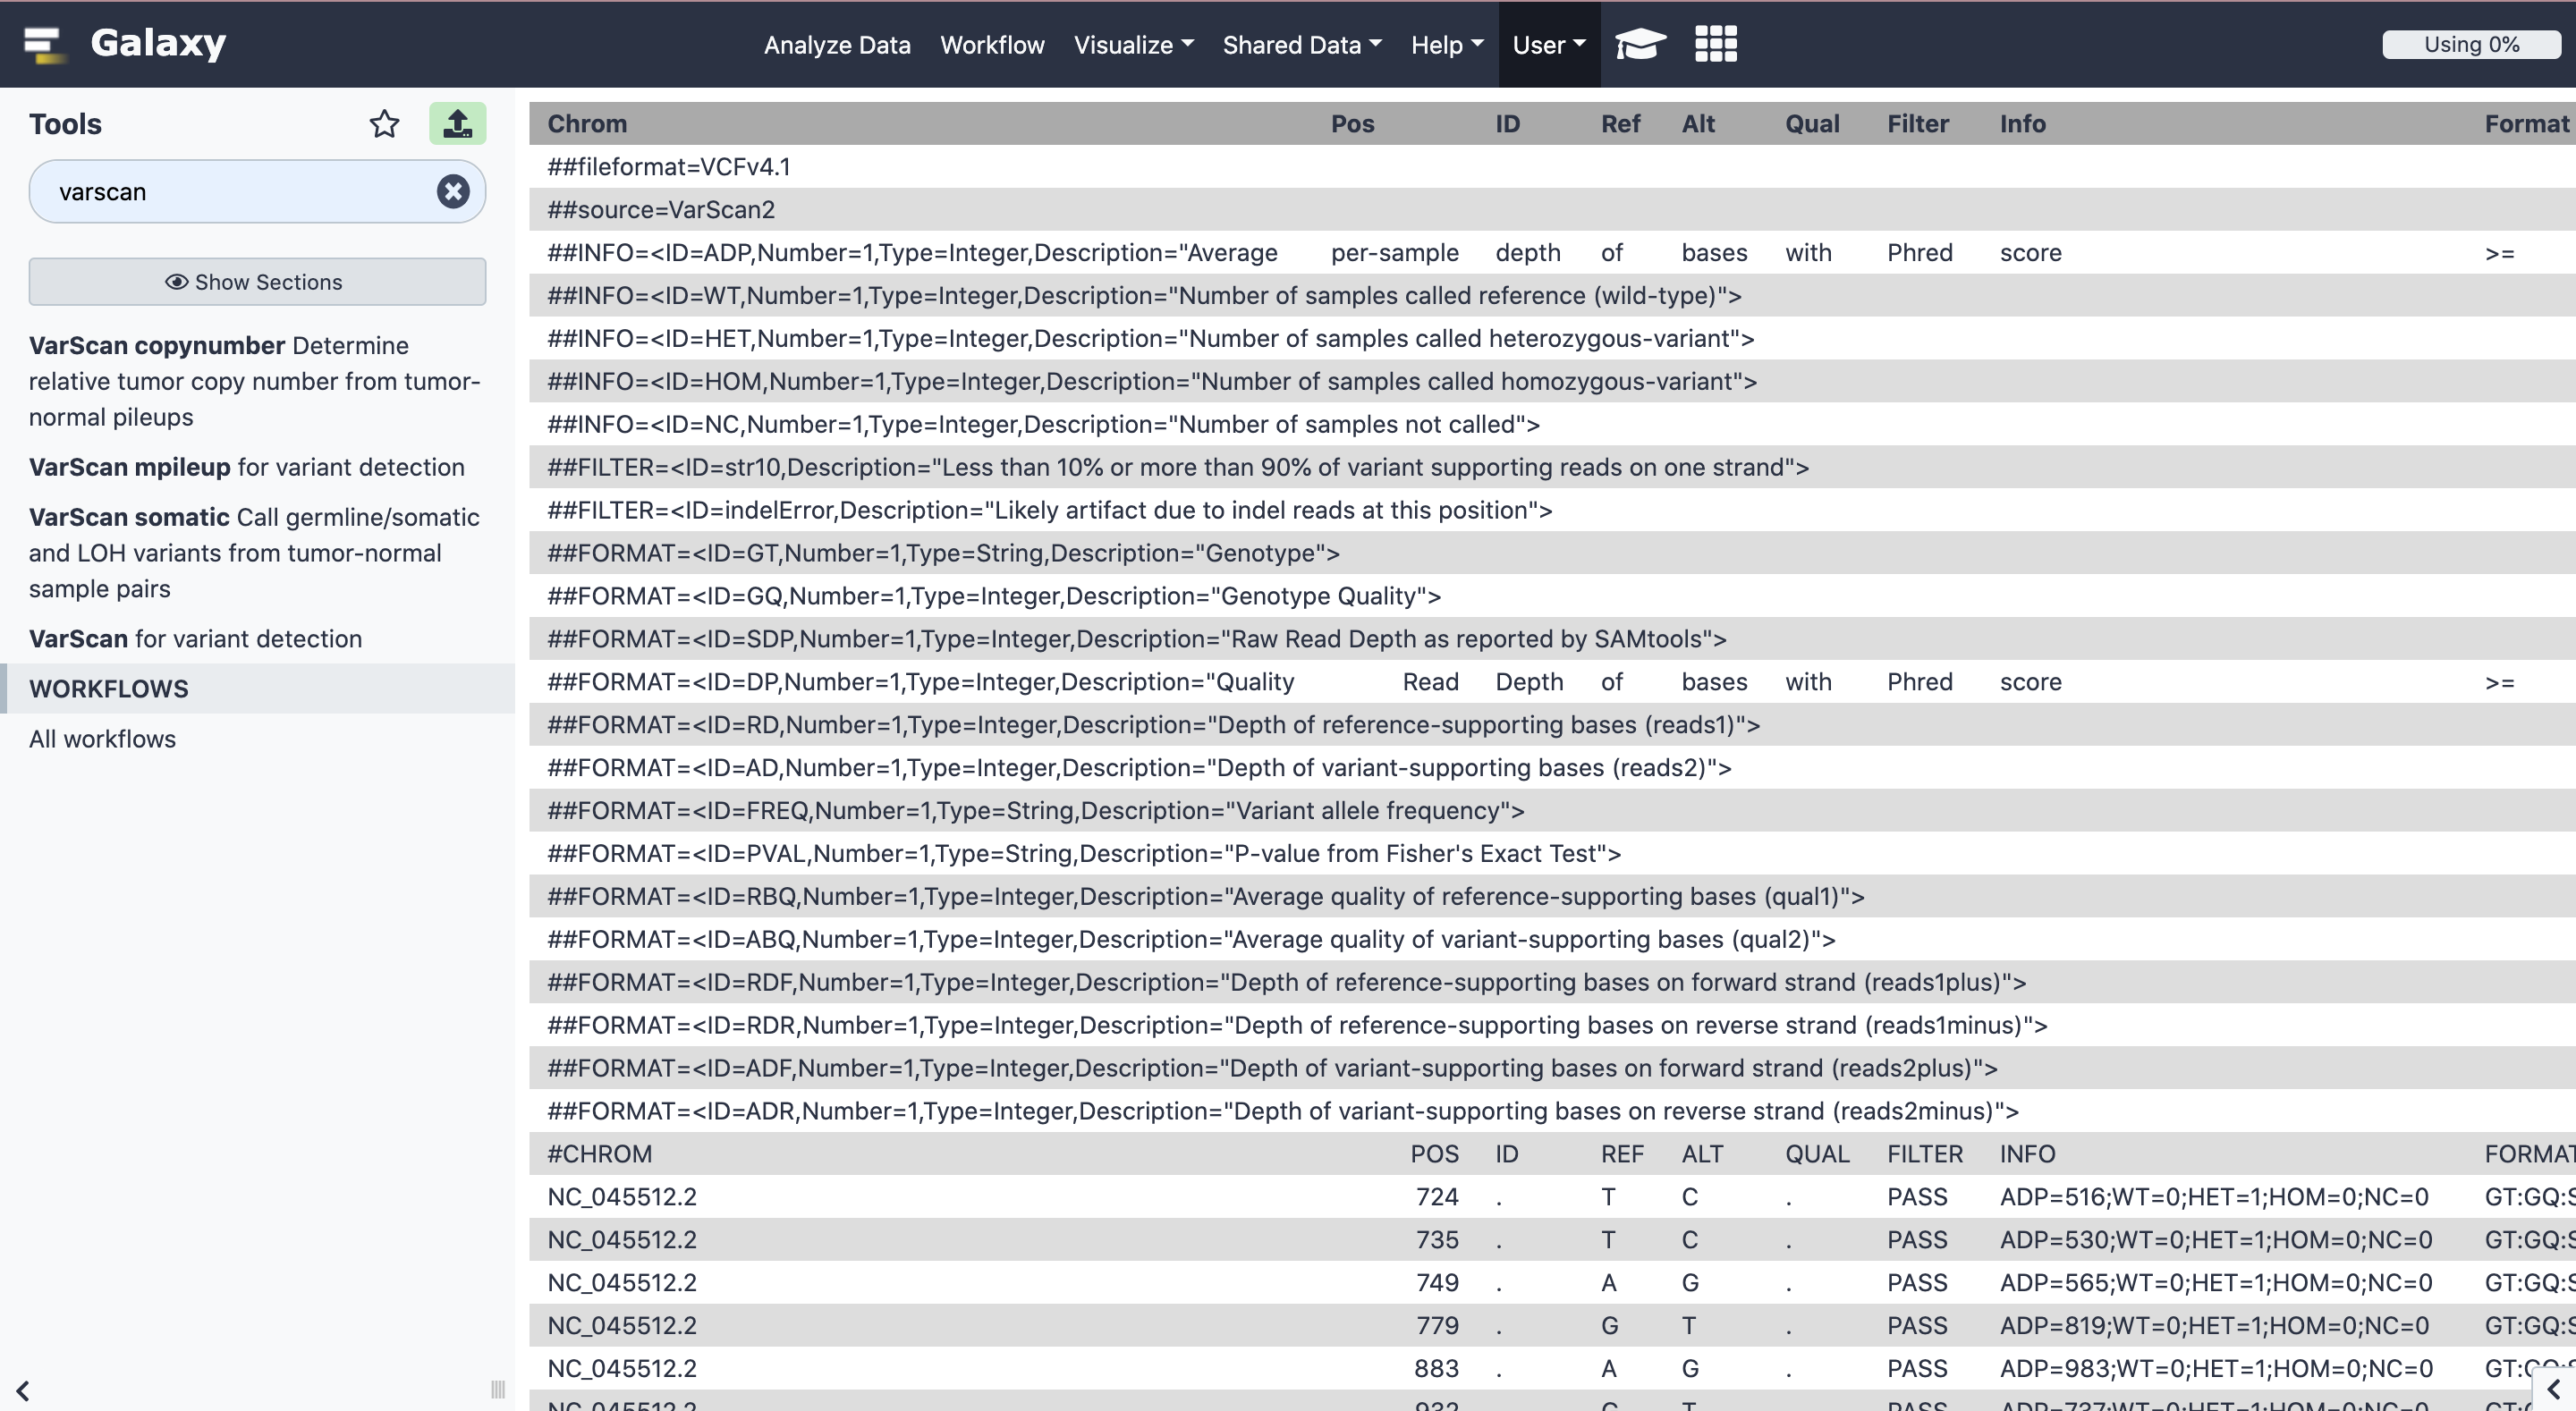 Galaxy
Analyze Data Workflow Visualize Shared Data Help User
Using 0%
Tools
varscan
Show Sections
VarScan copynumber Determine
relative tumor copy number from tumor-
normal pileups
VarScan mpileup for variant detection
VarScan somatic Call germline/somatic
and LOH variants from tumor-normal
sample pairs
VarScan for variant detection
WORKFLOWS
All workflows
Chrom Pos ID Ref Alt Qual Filter Info Format
##fileformat=VCFv4.1
##source=VarScan2
##INFO=<ID=ADP,Number=1,Type=Integer,Description="Average per-sample depth of bases with Phred score >=
##INFO=<ID=WT,Number=1,Type=Integer,Description="Number of samples called reference (wild-type)">
##INFO=<ID=HET,Number=1,Type=Integer,Description="Number of samples called heterozygous-variant">
##INFO=<ID=HOM,Number=1,Type=Integer,Description="Number of samples called homozygous-variant">
##INFO=<ID=NC,Number=1,Type=Integer,Description="Number of samples not called">
##FILTER=<ID=str10,Description="Less than 10% or more than 90% of variant supporting reads on one strand">
##FILTER=<ID=indelError,Description="Likely artifact due to indel reads at this position">
##FORMAT=<ID=GT,Number=1,Type=String,Description="Genotype">
##FORMAT=<ID=GQ,Number=1,Type=Integer,Description="Genotype Quality">
##FORMAT=<ID=SDP,Number=1,Type=Integer,Description="Raw Read Depth as reported by SAMtools">
##FORMAT=<ID=DP,Number=1,Type=Integer,Description="Quality Read Depth of bases with Phred score >=
##FORMAT=<ID=RD,Number=1,Type=Integer,Description="Depth of reference-supporting bases (reads1)">
##FORMAT=<ID=AD,Number=1,Type=Integer,Description="Depth of variant-supporting bases (reads2)">
##FORMAT=<ID=FREQ,Number=1,Type=String,Description="Variant allele frequency">
##FORMAT=<ID=PVAL,Number=1,Type=String,Description="P-value from Fisher's Exact Test">
##FORMAT=<ID=RBQ,Number=1,Type=Integer,Description="Average quality of reference-supporting bases (qual1)">
##FORMAT=<ID=ABQ,Number=1,Type=Integer,Description="Average quality of variant-supporting bases (qual2)">
##FORMAT=<ID=RDF,Number=1,Type=Integer,Description="Depth of reference-supporting bases on forward strand (reads1plus)">
##FORMAT=<ID=RDR,Number=1,Type=Integer,Description="Depth of reference-supporting bases on reverse strand (reads1minus)">
##FORMAT=<ID=ADF,Number=1,Type=Integer,Description="Depth of variant-supporting bases on forward strand (reads2plus)">
##FORMAT=<ID=ADR,Number=1,Type=Integer,Description="Depth of variant-supporting bases on reverse strand (reads2minus)">
#CHROM POS ID REF ALT QUAL FILTER INFO FORMAT
NC_045512.2 724 . T C . PASS ADP=516;WT=0;HET=1;HOM=0;NC=0 GT:GQ:S
NC_045512.2 735 . T C . PASS ADP=530;WT=0;HET=1;HOM=0;NC=0 GT:GQ:S
NC_045512.2 749 . A G . PASS ADP=565;WT=0;HET=1;HOM=0;NC=0 GT:GQ:S
NC_045512.2 779 . G T . PASS ADP=819;WT=0;HET=1;HOM=0;NC=0 GT:GQ:S
NC_045512.2 883 . A G . PASS ADP=983;WT=0;HET=1;HOM=0;NC=0